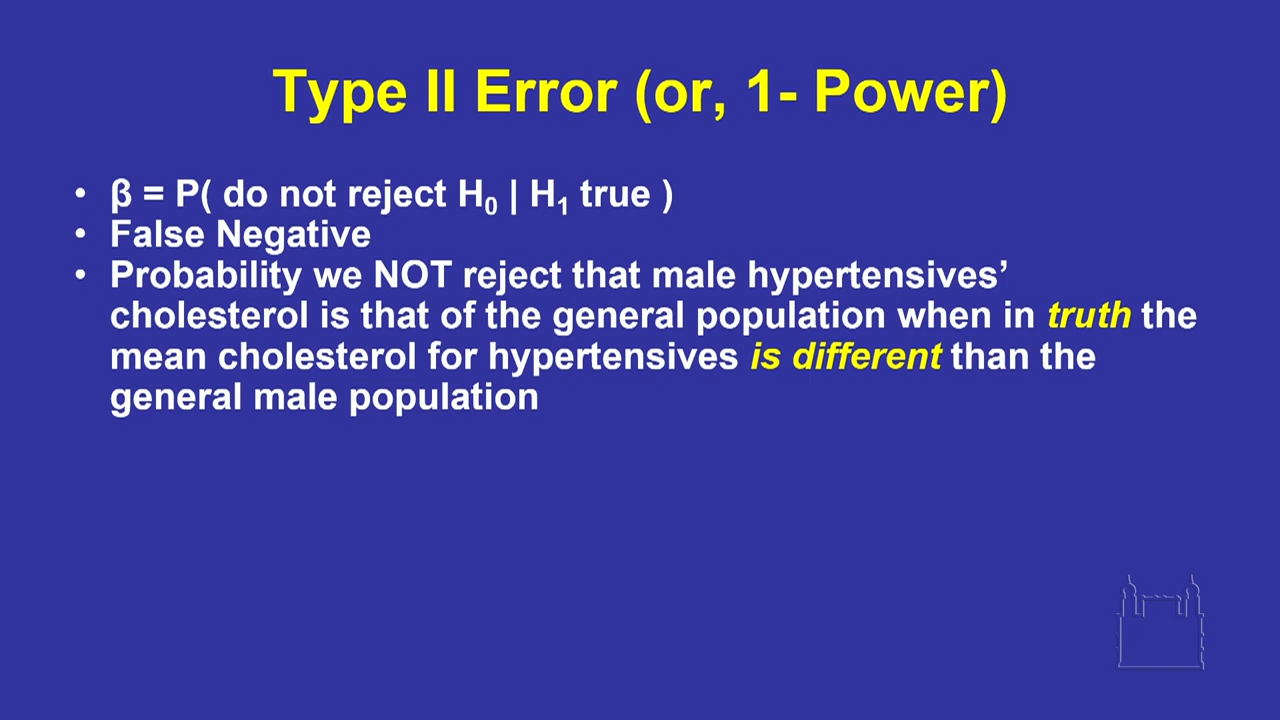 Type II Error (or, 1- Power)
• β = P( do not reject H₀ | H₁ true )
• False Negative
• Probability we NOT reject that male hypertensives’
cholesterol is that of the general population when in truth the
mean cholesterol for hypertensives is different than the
general male population